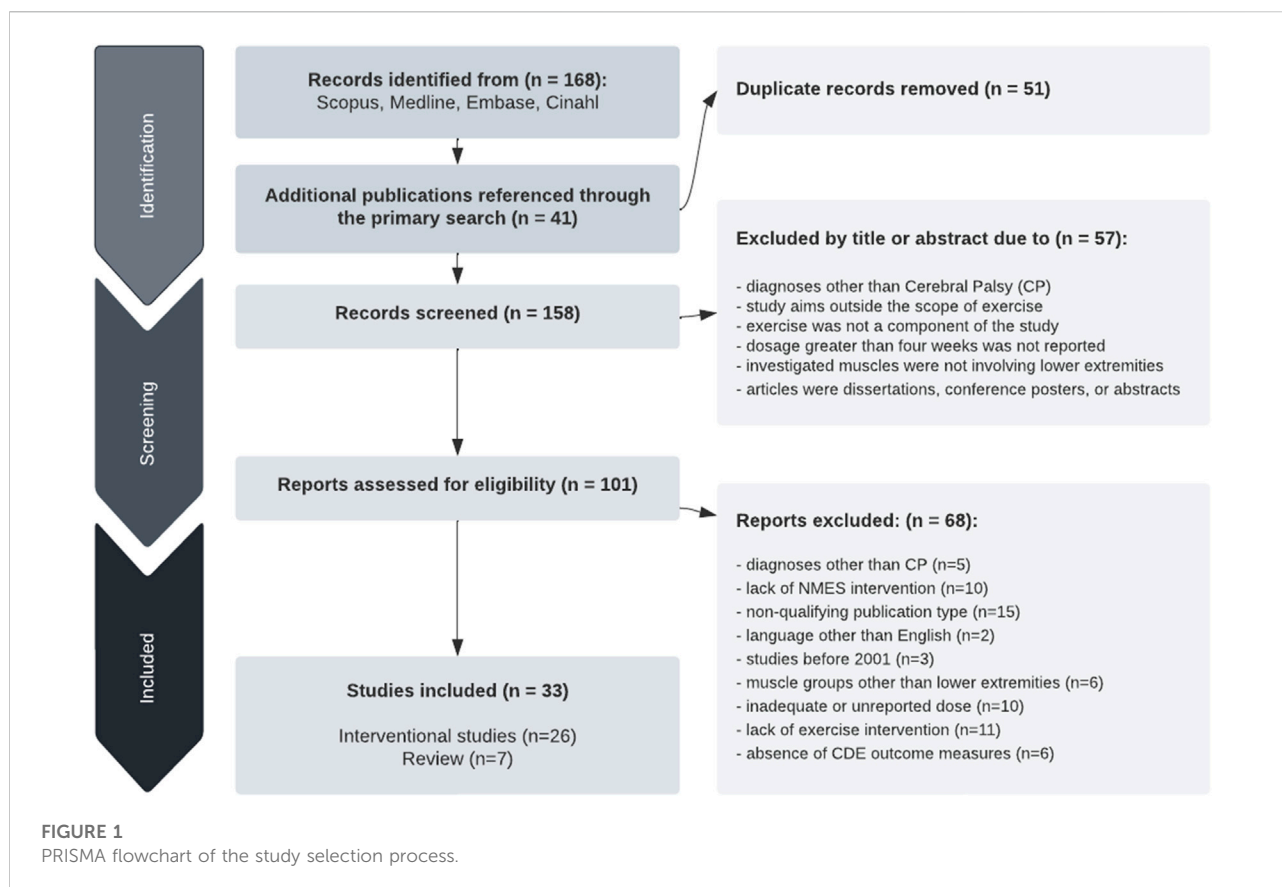 Identification
Records identified from (n = 168):
Scopus, Medline, Embase, Cinahl
Additional publications referenced through
the primary search (n = 41)
Duplicate records removed (n = 51)
Screening
Records screened (n = 158)
Excluded by title or abstract due to (n = 57):
- diagnoses other than Cerebral Palsy (CP)
- study aims outside the scope of exercise
- exercise was not a component of the study
- dosage greater than four weeks was not reported
- investigated muscles were not involving lower extremities
- articles were dissertations, conference posters, or abstracts
Reports assessed for eligibility (n = 101)
Reports excluded: (n = 68):
- diagnoses other than CP (n=5)
- lack of NMES intervention (n=10)
- non-qualifying publication type (n=15)
- language other than English (n=2)
- studies before 2001 (n=3)
- muscle groups other than lower extremities (n=6)
- inadequate or unreported dose (n=10)
- lack of exercise intervention (n=11)
- absence of CDE outcome measures (n=6)
Included
Studies included (n = 33)
Interventional studies (n=26)
Review (n=7)
FIGURE 1
PRISMA flowchart of the study selection process.